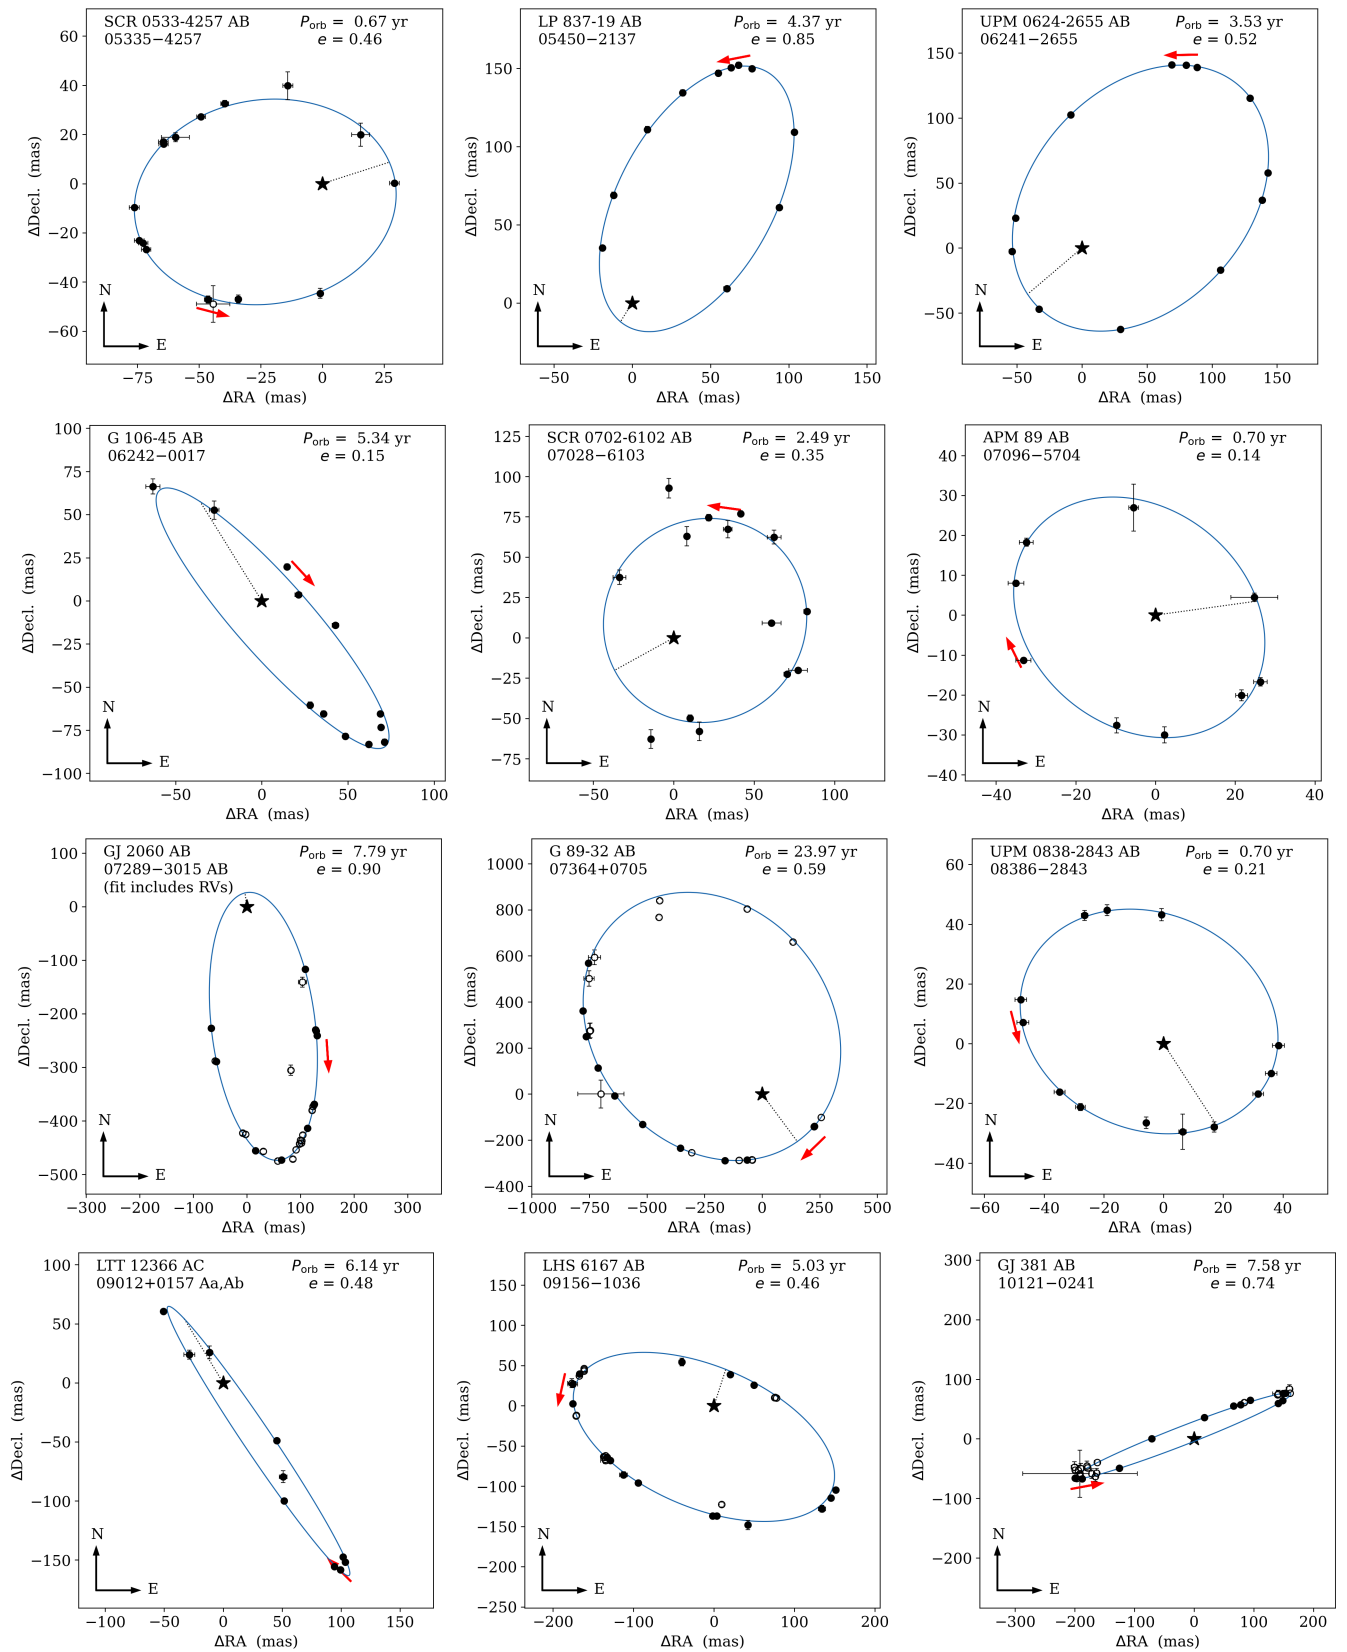 SCR 0533-4257 AB
05335−4257
P_orb = 0.67 yr
e = 0.46
60
40
20
0
−20
−40
−60
ΔDecl. (mas)
N
E
−75
−50
−25
0
25
ΔRA (mas)
LP 837-19 AB
05450−2137
P_orb = 4.37 yr
e = 0.85
150
100
50
0
ΔDecl. (mas)
N
E
−50
0
50
100
150
ΔRA (mas)
UPM 0624-2655 AB
06241−2655
P_orb = 3.53 yr
e = 0.52
150
100
50
0
−50
ΔDecl. (mas)
N
E
−50
0
50
100
150
ΔRA (mas)
G 106-45 AB
06242−0017
P_orb = 5.34 yr
e = 0.15
100
75
50
25
0
−25
−50
−75
−100
ΔDecl. (mas)
N
E
−50
0
50
100
ΔRA (mas)
SCR 0702-6102 AB
07028−6103
P_orb = 2.49 yr
e = 0.35
125
100
75
50
25
0
−25
−50
−75
ΔDecl. (mas)
N
E
−50
0
50
100
ΔRA (mas)
APM 89 AB
07096−5704
P_orb = 0.70 yr
e = 0.14
40
30
20
10
0
−10
−20
−30
−40
ΔDecl. (mas)
N
E
−40
−20
0
20
40
ΔRA (mas)
GJ 2060 AB
07289−3015 AB
(fit includes RVs)
P_orb = 7.79 yr
e = 0.90
100
0
−100
−200
−300
−400
−500
ΔDecl. (mas)
N
E
−300
−200
−100
0
100
200
300
ΔRA (mas)
G 89-32 AB
07364+0705
P_orb = 23.97 yr
e = 0.59
1000
800
600
400
200
0
−200
−400
ΔDecl. (mas)
N
E
−1000
−750
−500
−250
0
250
500
ΔRA (mas)
UPM 0838-2843 AB
08386−2843
P_orb = 0.70 yr
e = 0.21
60
40
20
0
−20
−40
ΔDecl. (mas)
N
E
−60
−40
−20
0
20
40
ΔRA (mas)
LTT 12366 AC
09012+0157 Aa,Ab
P_orb = 6.14 yr
e = 0.48
100
50
0
−50
−100
−150
ΔDecl. (mas)
N
E
−100
−50
0
50
100
150
ΔRA (mas)
LHS 6167 AB
09156−1036
P_orb = 5.03 yr
e = 0.46
150
100
50
0
−50
−100
−150
−200
−250
ΔDecl. (mas)
N
E
−200
−100
0
100
200
ΔRA (mas)
GJ 381 AB
10121−0241
P_orb = 7.58 yr
e = 0.74
300
200
100
0
−100
−200
ΔDecl. (mas)
N
E
−300
−200
−100
0
100
200
ΔRA (mas)